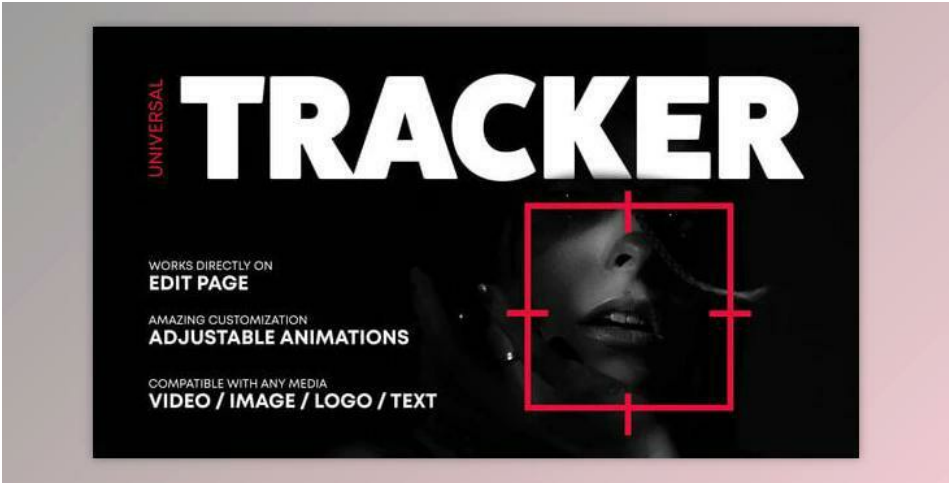 UNIVERSAL
TRACKER
WORKS DIRECTLY ON
EDIT PAGE
AMAZING CUSTOMIZATION
ADJUSTABLE ANIMATIONS
COMPATIBLE WITH ANY MEDIA
VIDEO / IMAGE / LOGO / TEXT